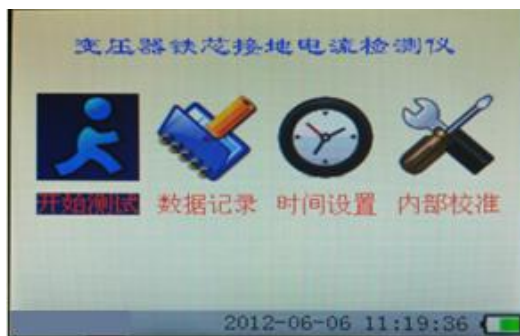 变压器铁芯接地电流检测仪
开始测试 数据记录 时间设置 内部校准
2012-06-06 11:19:36